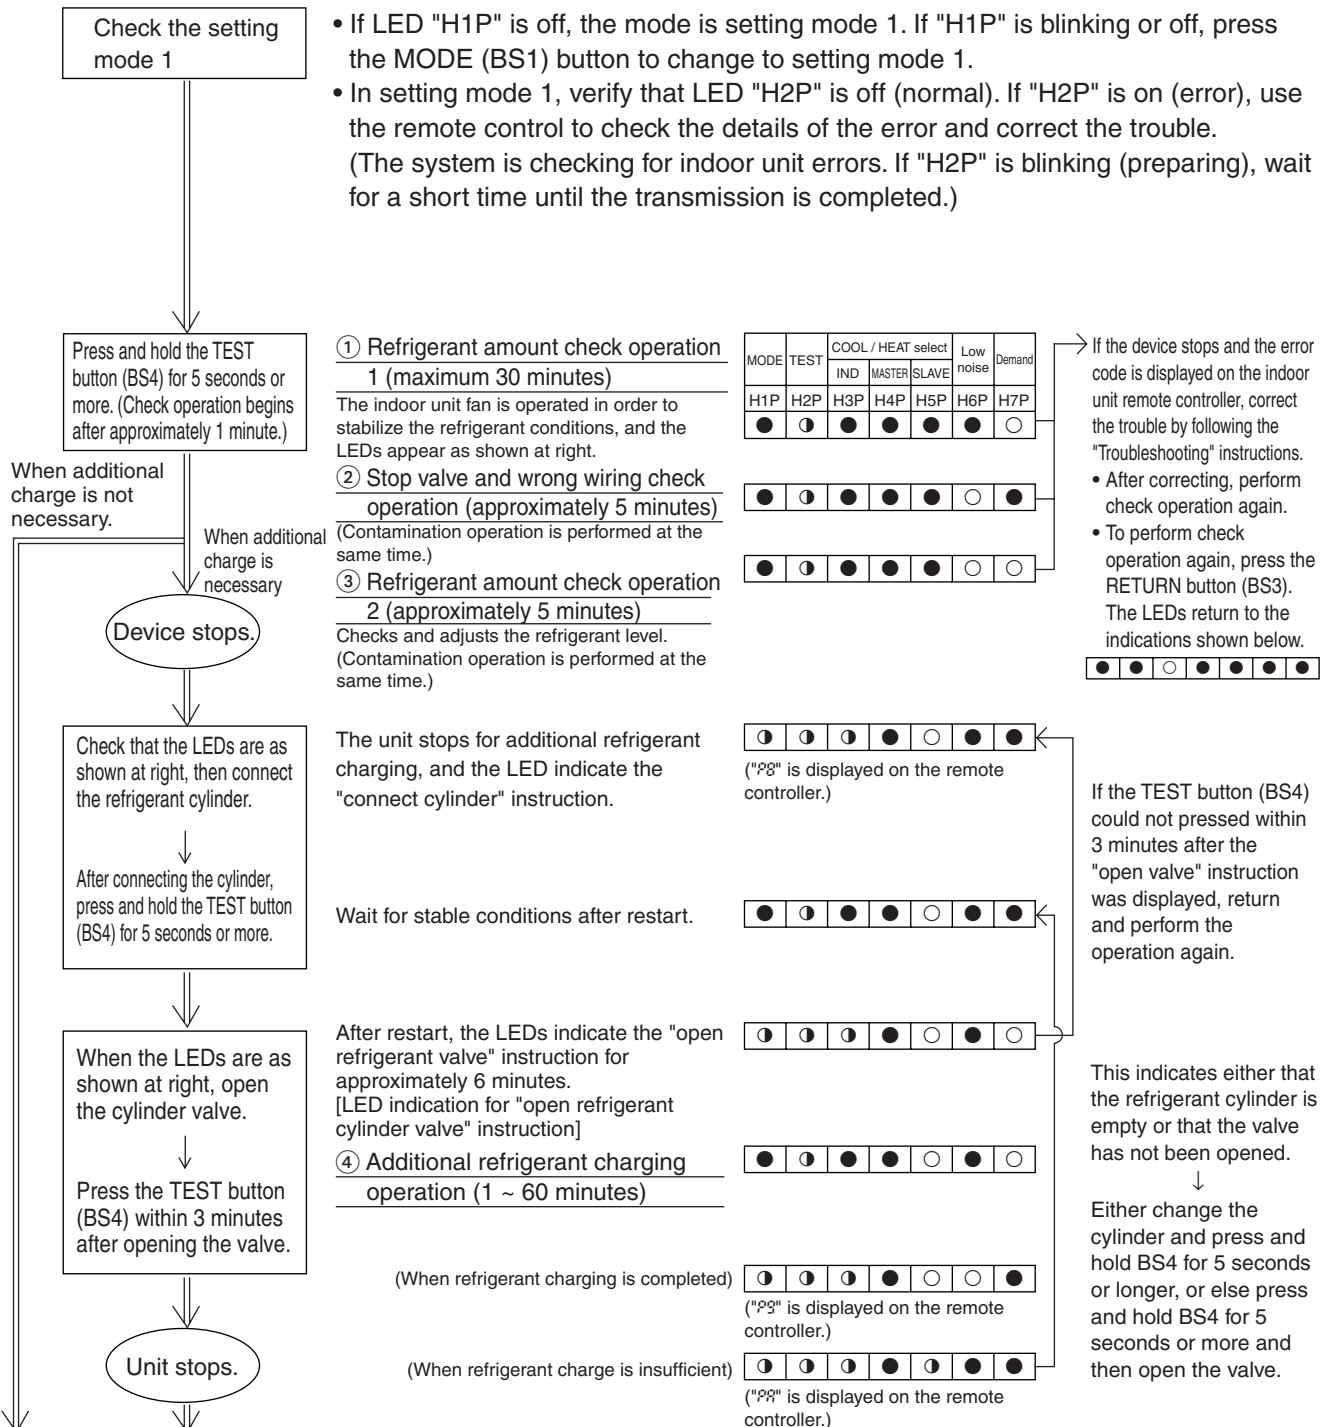 Check the setting
mode 1
• If LED "H1P" is off, the mode is setting mode 1. If "H1P" is blinking or off, press
the MODE (BS1) button to change to setting mode 1.
• In setting mode 1, verify that LED "H2P" is off (normal). If "H2P" is on (error), use
the remote control to check the details of the error and correct the trouble.
(The system is checking for indoor unit errors. If "H2P" is blinking (preparing), wait
for a short time until the transmission is completed.)
Press and hold the TEST
button (BS4) for 5 seconds or
more. (Check operation begins
after approximately 1 minute.)
When additional
charge is not
necessary.
When additional
charge is
necessary
Device stops.
① Refrigerant amount check operation
1 (maximum 30 minutes)
The indoor unit fan is operated in order to
stabilize the refrigerant conditions, and the
LEDs appear as shown at right.
② Stop valve and wrong wiring check
operation (approximately 5 minutes)
(Contamination operation is performed at the
same time.)
③ Refrigerant amount check operation
2 (approximately 5 minutes)
Checks and adjusts the refrigerant level.
(Contamination operation is performed at the
same time.)
MODE TEST COOL / HEAT select Low noise Demand
IND MASTER SLAVE
H1P H2P H3P H4P H5P H6P H7P
● ◑ ● ● ● ● ○
● ◑ ● ● ● ○ ●
● ◑ ● ● ● ○ ○
If the device stops and the error
code is displayed on the indoor
unit remote controller, correct
the trouble by following the
"Troubleshooting" instructions.
• After correcting, perform
check operation again.
• To perform check
operation again, press the
RETURN button (BS3).
The LEDs return to the
indications shown below.
● ● ○ ● ● ● ●
Check that the LEDs are as
shown at right, then connect
the refrigerant cylinder.
↓
After connecting the cylinder,
press and hold the TEST button
(BS4) for 5 seconds or more.
The unit stops for additional refrigerant
charging, and the LED indicate the
"connect cylinder" instruction.
◑ ◑ ◑ ● ○ ● ●
("P8" is displayed on the remote
controller.)
Wait for stable conditions after restart.
● ◑ ● ● ○ ● ●
If the TEST button (BS4)
could not pressed within
3 minutes after the
"open valve" instruction
was displayed, return
and perform the
operation again.
When the LEDs are as
shown at right, open
the cylinder valve.
↓
Press the TEST button
(BS4) within 3 minutes
after opening the valve.
After restart, the LEDs indicate the "open
refrigerant valve" instruction for
approximately 6 minutes.
[LED indication for "open refrigerant
cylinder valve" instruction]
◑ ◑ ◑ ● ○ ● ○
④ Additional refrigerant charging
operation (1 ~ 60 minutes)
● ◑ ● ● ○ ● ○
This indicates either that
the refrigerant cylinder is
empty or that the valve
has not been opened.
↓
Either change the
cylinder and press and
hold BS4 for 5 seconds
or longer, or else press
and hold BS4 for 5
seconds or more and
then open the valve.
(When refrigerant charging is completed)
◑ ◑ ◑ ● ○ ○ ●
("P9" is displayed on the remote
controller.)
Unit stops.
(When refrigerant charge is insufficient)
◑ ◑ ◑ ● ◑ ● ●
("PA" is displayed on the remote
controller.)